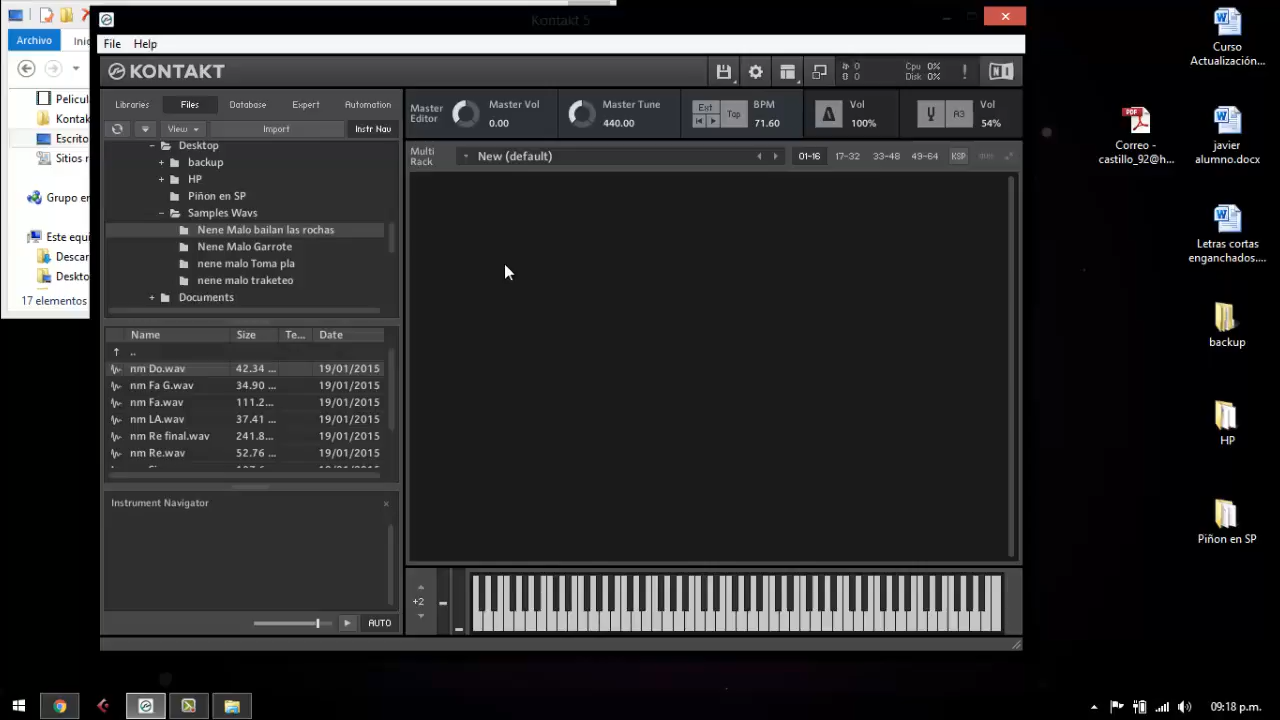 Kontakt 5
Archivo
File Help
KONTAKT
0
0
Cpu 0%
Disk 0%
Libraries Files Database Expert Automation
View Import Instr Nav
Master
Editor
Master Vol
0.00
Master Tune
440.00
Ext
Tap
BPM
71.60
Vol
100%
A3
Vol
54%
Multi
Rack
New (default)
01-16 17-32 33-48 49-64 KSP
Desktop
backup
HP
Piñon en SP
Samples Wavs
Nene Malo bailan las rochas
Nene Malo Garrote
nene malo Toma pla
nene malo traketeo
Documents
Name Size Te... Date
..
nm Do.wav 42.34 ... 19/01/2015
nm Fa G.wav 34.90 ... 19/01/2015
nm Fa.wav 111.2... 19/01/2015
nm LA.wav 37.41 ... 19/01/2015
nm Re final.wav 241.8... 19/01/2015
nm Re.wav 52.76 ... 19/01/2015
Instrument Navigator
AUTO
+2
Pelicul
Kontak
Escrito
Sitios r
Grupo en
Este equi
Descar
Deskto
17 elementos
Curso
Actualización...
Correo -
castillo_92@h...
javier
alumno.docx
Letras cortas
enganchados....
backup
HP
Piñon en SP
09:18 p.m.